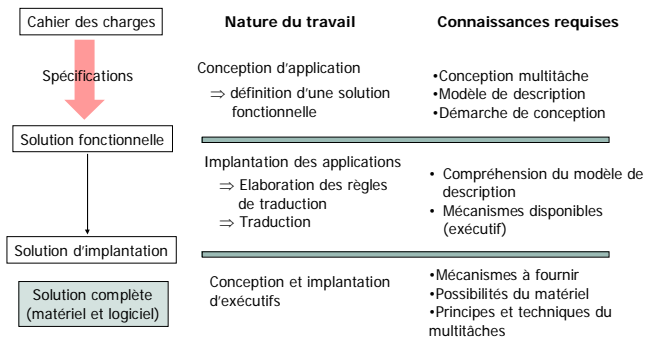 Cahier des charges
Nature du travail
Connaissances requises
Spécifications
Conception d'application
⇒ définition d'une solution
fonctionnelle
•Conception multitâche
•Modèle de description
•Démarche de conception
Solution fonctionnelle
Implantation des applications
⇒ Elaboration des règles
de traduction
⇒ Traduction
• Compréhension du modèle de
description
• Mécanismes disponibles
(exécutif)
Solution d'implantation
Solution complète
(matériel et logiciel)
Conception et implantation
d'exécutifs
•Mécanismes à fournir
•Possibilités du matériel
•Principes et techniques du
multitâches